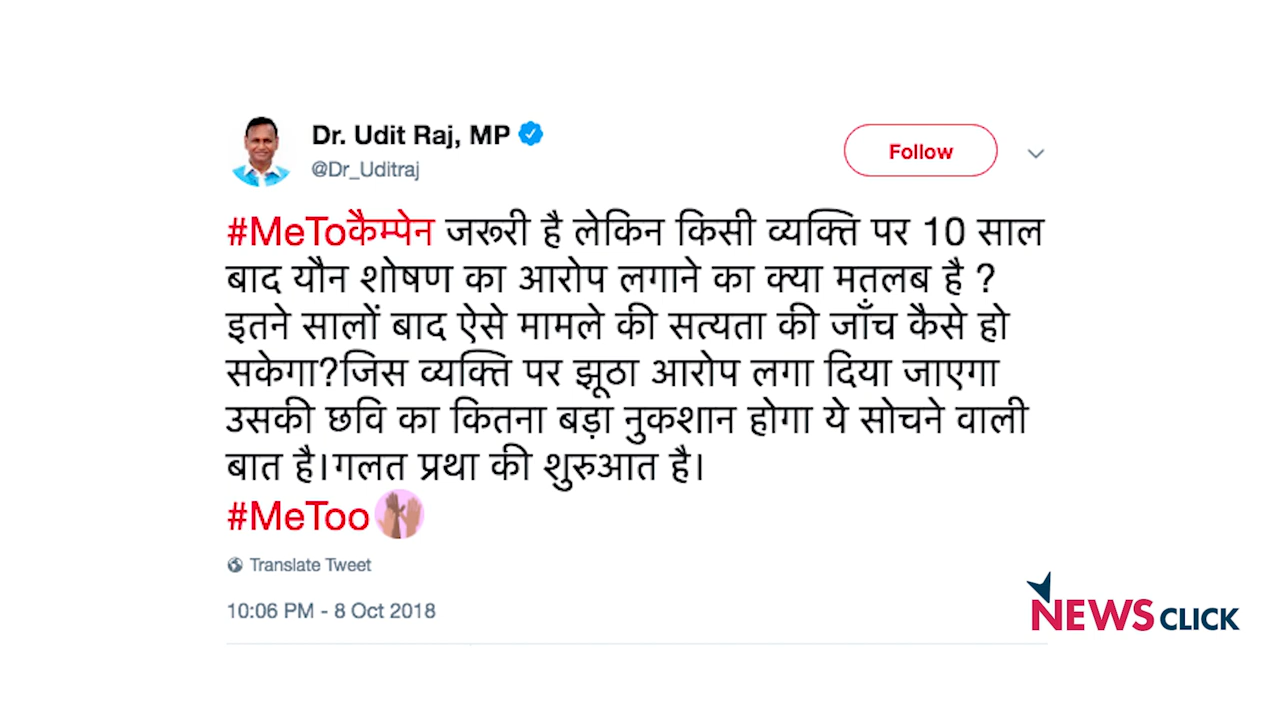 Dr. Udit Raj, MP
@Dr_Uditraj
Follow
#MeToकैम्पेन जरूरी है लेकिन किसी व्यक्ति पर 10 साल
बाद यौन शोषण का आरोप लगाने का क्या मतलब है ?
इतने सालों बाद ऐसे मामले की सत्यता की जाँच कैसे हो
सकेगा?जिस व्यक्ति पर झूठा आरोप लगा दिया जाएगा
उसकी छवि का कितना बड़ा नुकशान होगा ये सोचने वाली
बात है।गलत प्रथा की शुरुआत है।
#MeToo
Translate Tweet
10:06 PM - 8 Oct 2018
NEWSCLICK